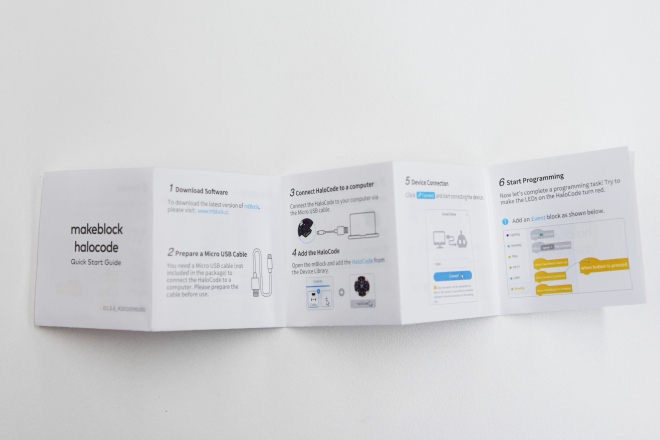 makeblock
halocode
Quick Start Guide
1 Download Software
To download the latest version of mBlock,
please visit: www.mblock.cc
2 Prepare a Micro USB Cable
You need a Micro USB cable (not
included in the package) to
connect the HaloCode to a
computer. Please prepare the
cable before use.
3 Connect HaloCode to a computer
Connect the HaloCode to your computer via
the Micro USB cable.
4 Add the HaloCode
Open the mBlock and add the HaloCode from
the Device Library.
5 Device Connection
Click Connect and start connecting the device.
Connect
6 Start Programming
Now let's complete a programming task! Try to
make the LEDs on the HaloCode turn red.
1 Add an Event block as shown below.
when button is pressed